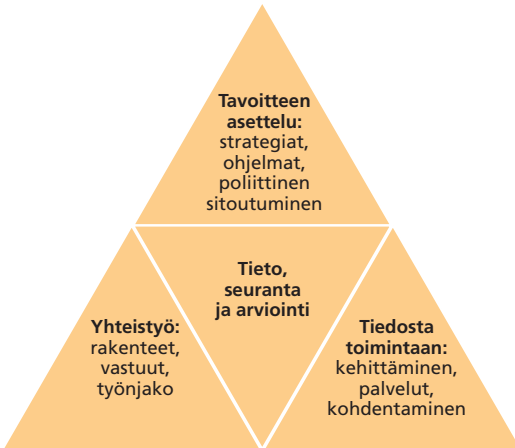 Tavoitteen
asettelu:
strategiat,
ohjelmat,
poliittinen
sitoutuminen
Tieto,
seuranta
ja arviointi
Yhteistyö:
rakenteet,
vastuut,
työnjako
Tiedosta
toimintaan:
kehittäminen,
palvelut,
kohdentaminen